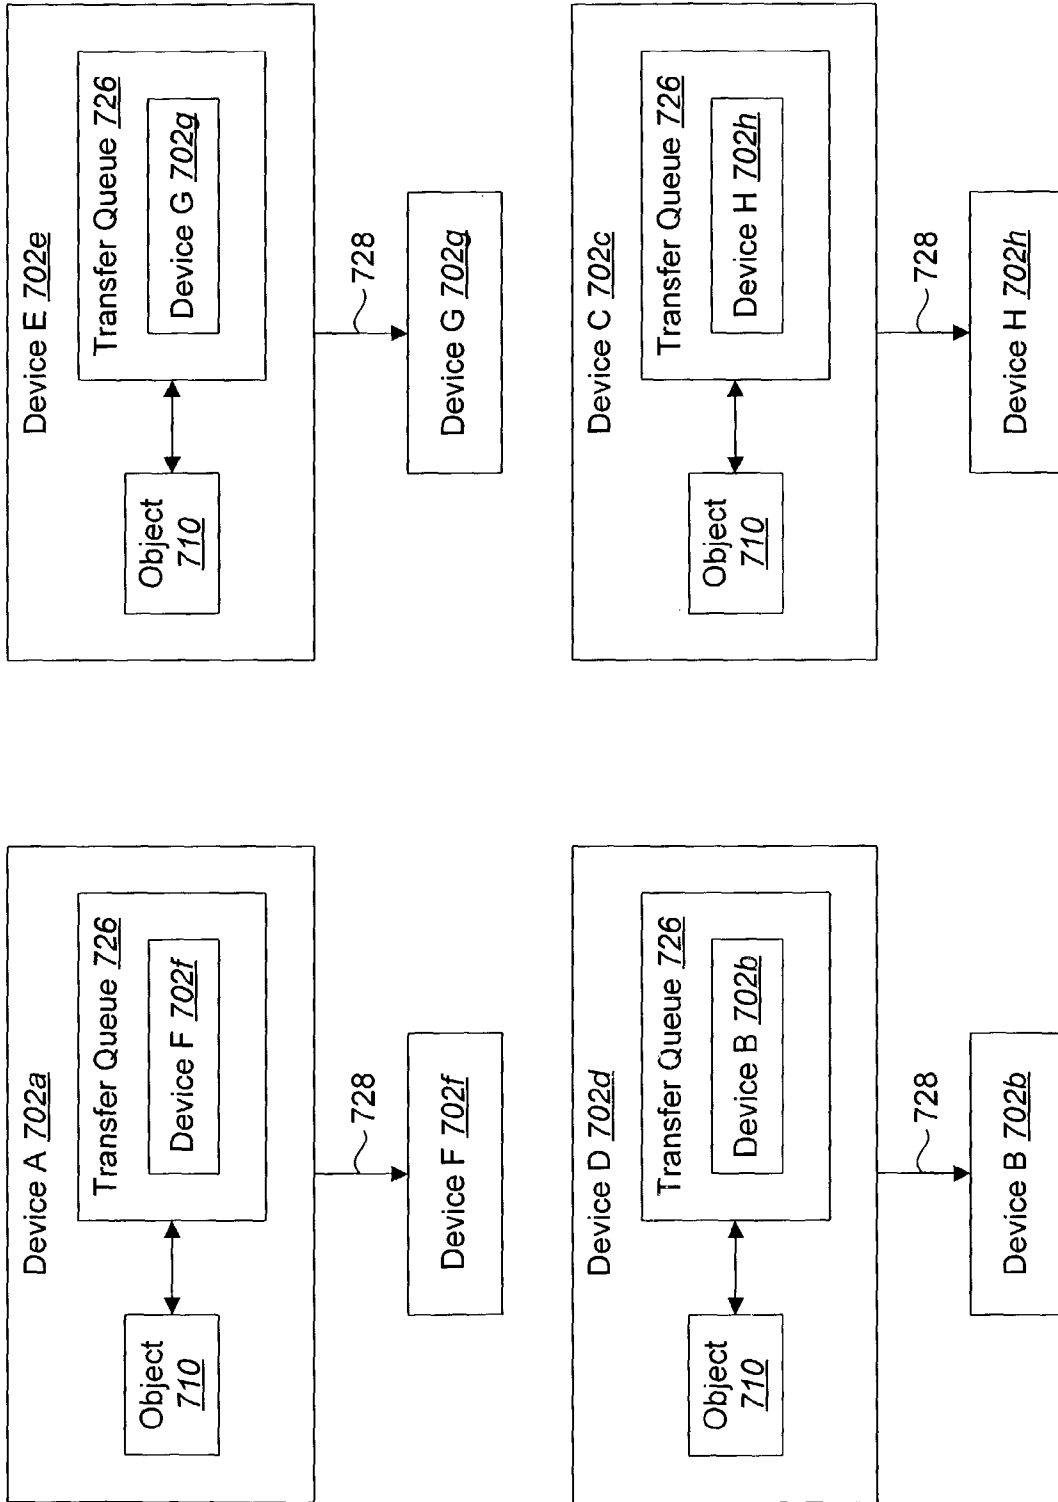 Device A 702a
Transfer Queue 726
Object
710
Device F 702f
728
Device F 702f
Device E 702e
Transfer Queue 726
Object
710
Device G 702g
728
Device G 702g
Device D 702d
Transfer Queue 726
Object
710
Device B 702b
728
Device B 702b
Device C 702c
Transfer Queue 726
Object
710
Device H 702h
728
Device H 702h